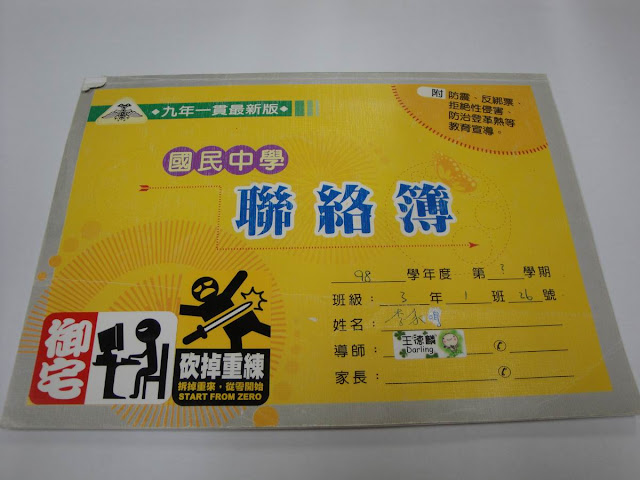 九年一貫最新版
附
防震、反綁票、
拒絕性侵害、
防治登革熱等
教育宣導。
國民中學
聯絡簿
98 學年度 第 學期
班級：3 年 1 班 26 號
姓名：李
導師：王德麟 Darling
家長：
御宅
砍掉重練
拆掉重來，從零開始
START FROM ZERO